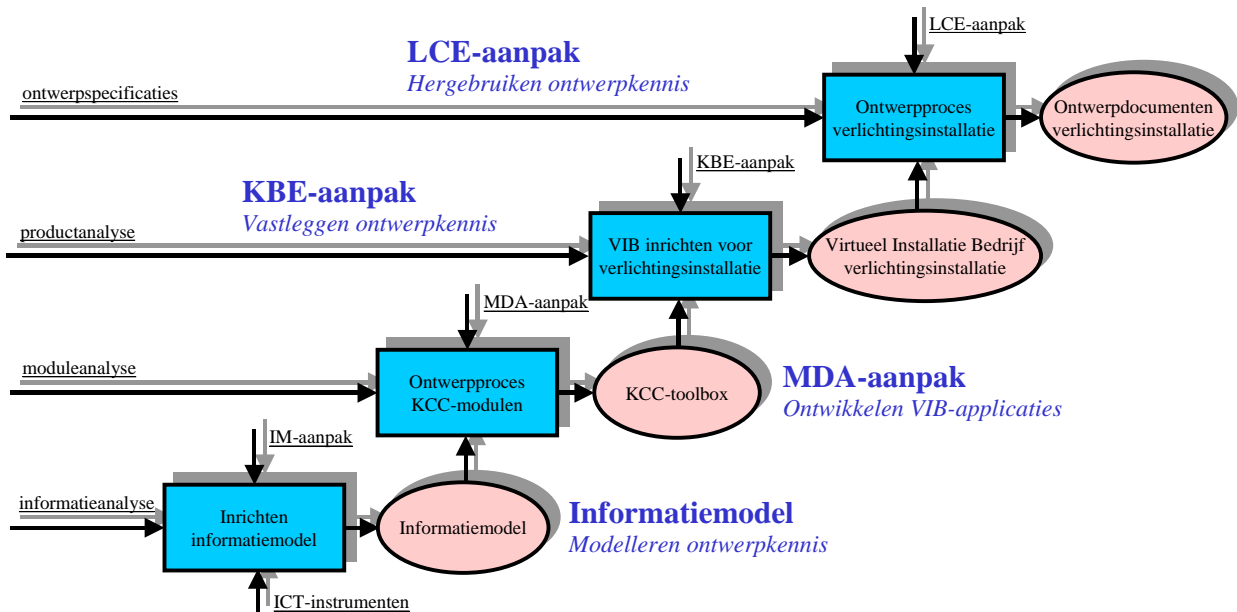 LCE-aanpak
LCE-aanpak
Hergebruiken ontwerpkennis
ontwerpspecificaties
Ontwerpproces
verlichtingsinstallatie
Ontwerpdocumenten
verlichtingsinstallatie
KBE-aanpak
KBE-aanpak
Vastleggen ontwerpkennis
productanalyse
VIB inrichten voor
verlichtingsinstallatie
Virtueel Installatie Bedrijf
verlichtingsinstallatie
MDA-aanpak
moduleanalyse
Ontwerpproces
KCC-modulen
KCC-toolbox
MDA-aanpak
Ontwikkelen VIB-applicaties
IM-aanpak
informatieanalyse
Inrichten
informatiemodel
Informatiemodel
Informatiemodel
Modelleren ontwerpkennis
ICT-instrumenten